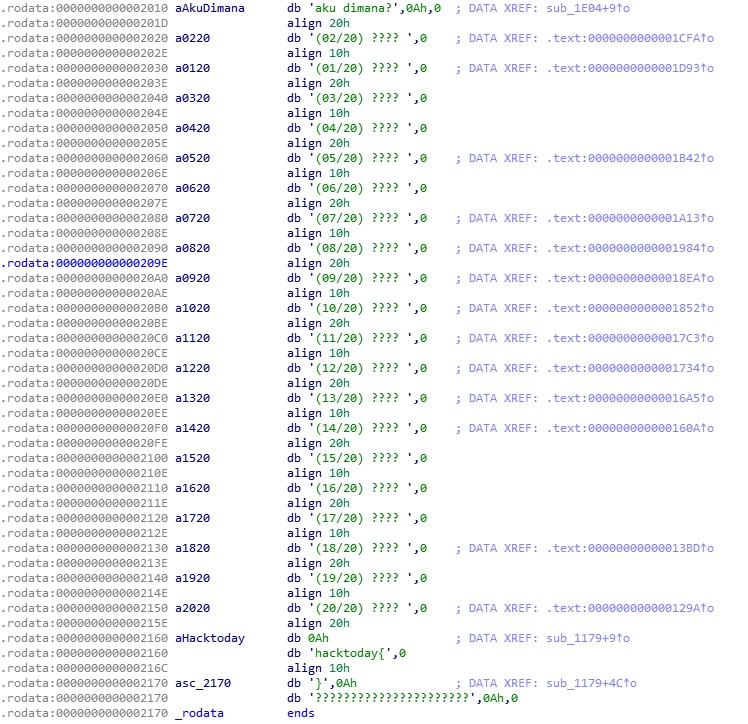 .rodata:0000000000002010 aAkuDimana db 'aku dimana?',0Ah,0 ; DATA XREF: sub_1E04+9↑o
.rodata:000000000000201D align 20h
.rodata:0000000000002020 a0220 db '(02/20) ???? ',0 ; DATA XREF: .text:0000000000001CFA↑o
.rodata:000000000000202E align 10h
.rodata:0000000000002030 a0120 db '(01/20) ???? ',0 ; DATA XREF: .text:0000000000001D93↑o
.rodata:000000000000203E align 20h
.rodata:0000000000002040 a0320 db '(03/20) ???? ',0
.rodata:000000000000204E align 10h
.rodata:0000000000002050 a0420 db '(04/20) ???? ',0
.rodata:000000000000205E align 20h
.rodata:0000000000002060 a0520 db '(05/20) ???? ',0 ; DATA XREF: .text:0000000000001B42↑o
.rodata:000000000000206E align 10h
.rodata:0000000000002070 a0620 db '(06/20) ???? ',0
.rodata:000000000000207E align 20h
.rodata:0000000000002080 a0720 db '(07/20) ???? ',0 ; DATA XREF: .text:0000000000001A13↑o
.rodata:000000000000208E align 10h
.rodata:0000000000002090 a0820 db '(08/20) ???? ',0 ; DATA XREF: .text:0000000000001984↑o
.rodata:000000000000209E align 20h
.rodata:00000000000020A0 a0920 db '(09/20) ???? ',0 ; DATA XREF: .text:00000000000018EA↑o
.rodata:00000000000020AE align 10h
.rodata:00000000000020B0 a1020 db '(10/20) ???? ',0 ; DATA XREF: .text:0000000000001852↑o
.rodata:00000000000020BE align 20h
.rodata:00000000000020C0 a1120 db '(11/20) ???? ',0 ; DATA XREF: .text:00000000000017C3↑o
.rodata:00000000000020CE align 10h
.rodata:00000000000020D0 a1220 db '(12/20) ???? ',0 ; DATA XREF: .text:0000000000001734↑o
.rodata:00000000000020DE align 20h
.rodata:00000000000020E0 a1320 db '(13/20) ???? ',0 ; DATA XREF: .text:00000000000016A5↑o
.rodata:00000000000020EE align 10h
.rodata:00000000000020F0 a1420 db '(14/20) ???? ',0 ; DATA XREF: .text:000000000000160A↑o
.rodata:00000000000020FE align 20h
.rodata:0000000000002100 a1520 db '(15/20) ???? ',0
.rodata:000000000000210E align 10h
.rodata:0000000000002110 a1620 db '(16/20) ???? ',0
.rodata:000000000000211E align 20h
.rodata:0000000000002120 a1720 db '(17/20) ???? ',0
.rodata:000000000000212E align 10h
.rodata:0000000000002130 a1820 db '(18/20) ???? ',0 ; DATA XREF: .text:00000000000013BD↑o
.rodata:000000000000213E align 20h
.rodata:0000000000002140 a1920 db '(19/20) ???? ',0
.rodata:000000000000214E align 10h
.rodata:0000000000002150 a2020 db '(20/20) ???? ',0 ; DATA XREF: .text:000000000000129A↑o
.rodata:000000000000215E align 20h
.rodata:0000000000002160 aHacktoday db 0Ah ; DATA XREF: sub_1179+9↑o
.rodata:0000000000002160 db 'hacktoday{',0
.rodata:000000000000216C align 10h
.rodata:0000000000002170 asc_2170 db '}',0Ah ; DATA XREF: sub_1179+4C↑o
.rodata:0000000000002170 db '??????????????????????',0Ah,0
.rodata:0000000000002170 _rodata ends